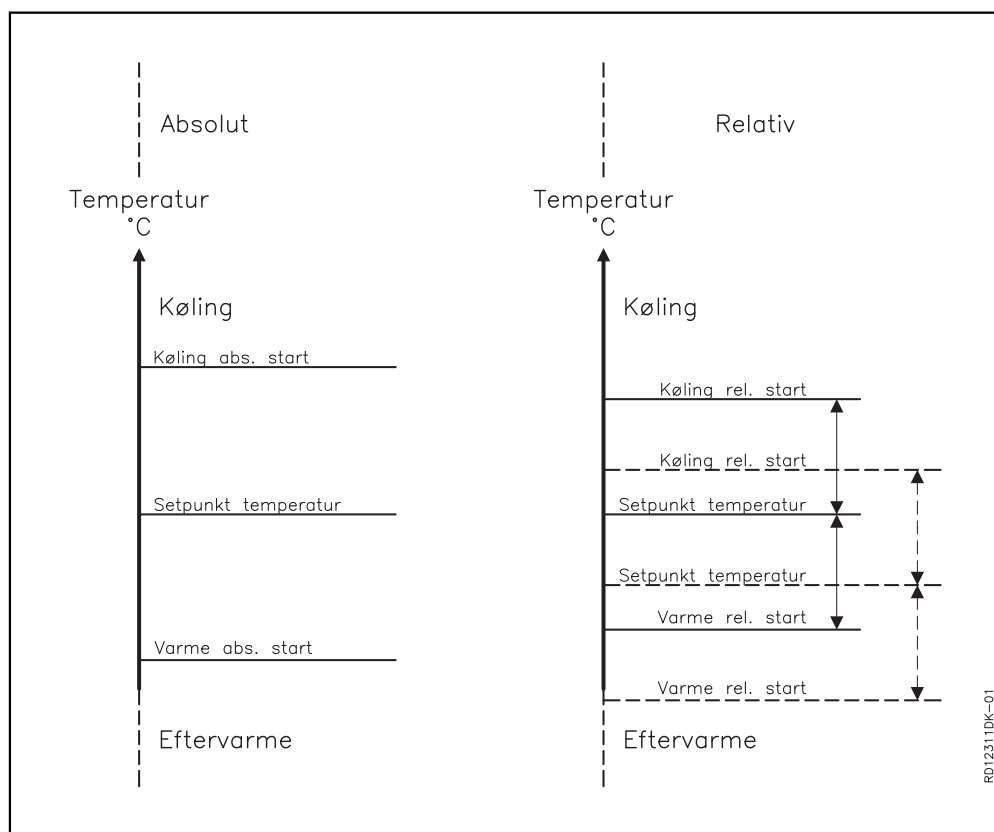 Absolut
Temperatur
°C
Køling
Køling abs. start
Setpunkt temperatur
Varme abs. start
Eftervarme
Relativ
Temperatur
°C
Køling
Køling rel. start
Køling rel. start
Setpunkt temperatur
Setpunkt temperatur
Varme rel. start
Varme rel. start
Eftervarme
RD12311DK-01